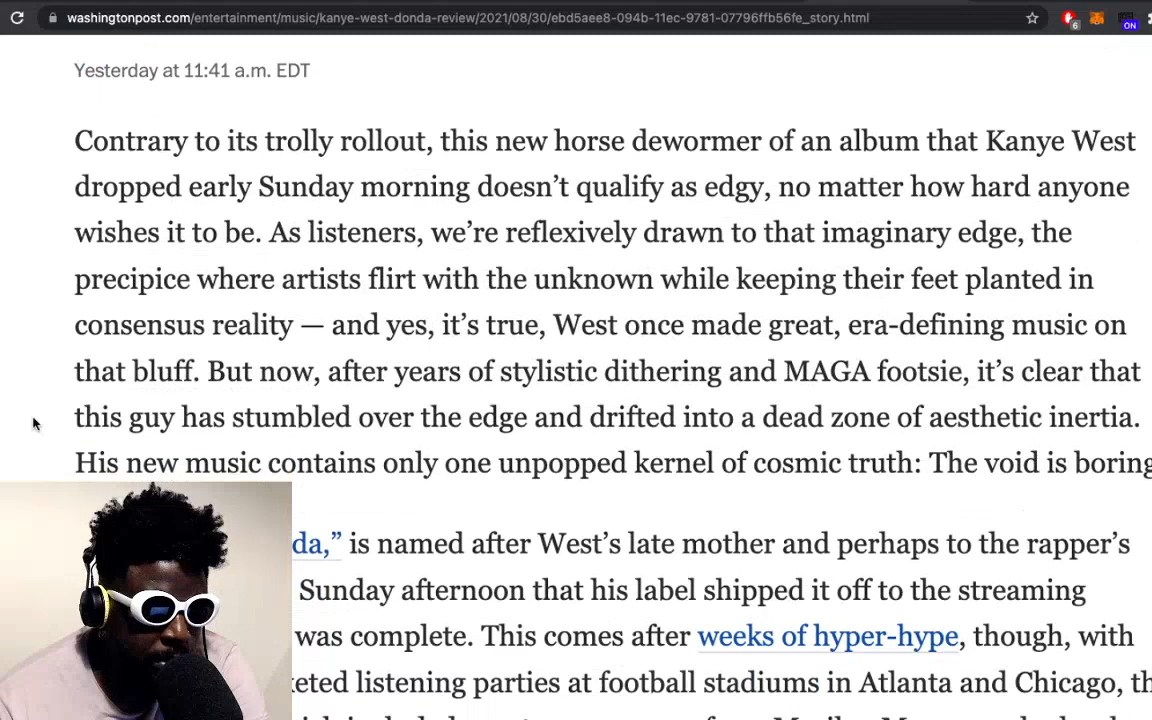 washingtonpost.com/entertainment/music/kanye-west-donda-review/2021/08/30/ebd5aee8-094b-11ec-9781-07796ffb56fe_story.html
6
ON
Yesterday at 11:41 a.m. EDT
Contrary to its trolly rollout, this new horse dewormer of an album that Kanye West
dropped early Sunday morning doesn’t qualify as edgy, no matter how hard anyone
wishes it to be. As listeners, we’re reflexively drawn to that imaginary edge, the
precipice where artists flirt with the unknown while keeping their feet planted in
consensus reality — and yes, it’s true, West once made great, era-defining music on
that bluff. But now, after years of stylistic dithering and MAGA footsie, it’s clear that
this guy has stumbled over the edge and drifted into a dead zone of aesthetic inertia.
His new music contains only one unpopped kernel of cosmic truth: The void is boring
da,” is named after West’s late mother and perhaps to the rapper’s
Sunday afternoon that his label shipped it off to the streaming
was complete. This comes after weeks of hyper-hype, though, with
keted listening parties at football stadiums in Atlanta and Chicago, th